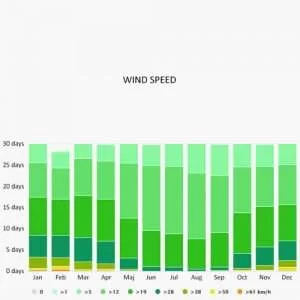 WIND SPEED
30 days
25 days
20 days
15 days
10 days
5 days
0 days
Jan Feb Mar Apr Maj Jun Jul Aug Sep Oct Nov Dec
0 >1 >5 >12 >19 >28 >38 >50 >61 km/h